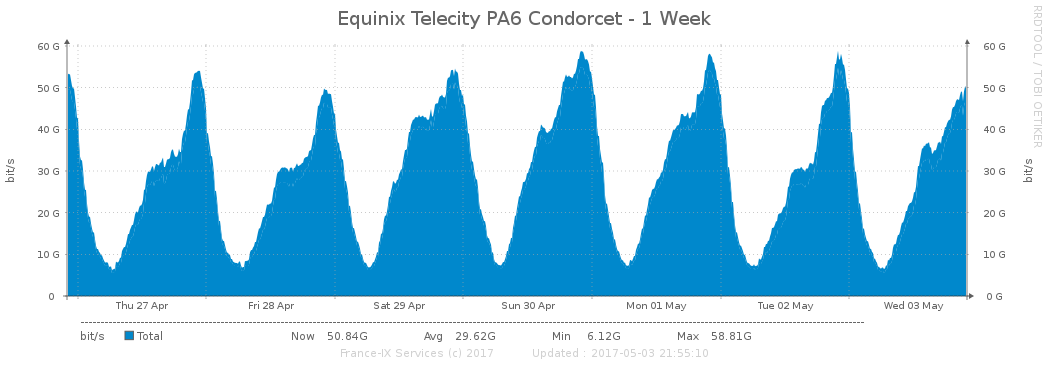 Equinix Telecity PA6 Condorcet - 1 Week
RRDTOOL / TOBI OETIKER
60 G 60 G
50 G 50 G
40 G 40 G
30 G 30 G
20 G 20 G
10 G 10 G
0 0 G
bit/s bit/s
Thu 27 Apr Fri 28 Apr Sat 29 Apr Sun 30 Apr Mon 01 May Tue 02 May Wed 03 May
bit/s Total Now 50.84G Avg 29.62G Min 6.12G Max 58.81G
France-IX Services (c) 2017 Updated : 2017-05-03 21:55:10